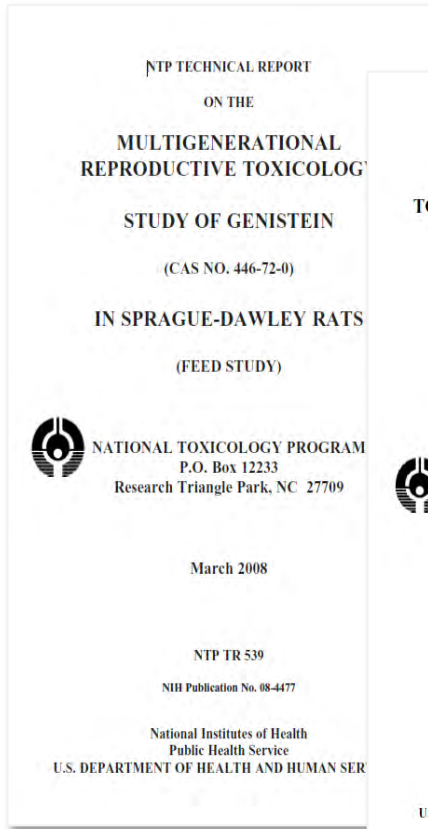 NTP TECHNICAL REPORT
ON THE
MULTIGENERATIONAL
REPRODUCTIVE TOXICOLOGY
STUDY OF GENISTEIN
(CAS NO. 446-72-0)
IN SPRAGUE-DAWLEY RATS
(FEED STUDY)
NATIONAL TOXICOLOGY PROGRAM
P.O. Box 12233
Research Triangle Park, NC 27709
March 2008
NTP TR 539
NIH Publication No. 08-4477
National Institutes of Health
Public Health Service
U.S. DEPARTMENT OF HEALTH AND HUMAN SER